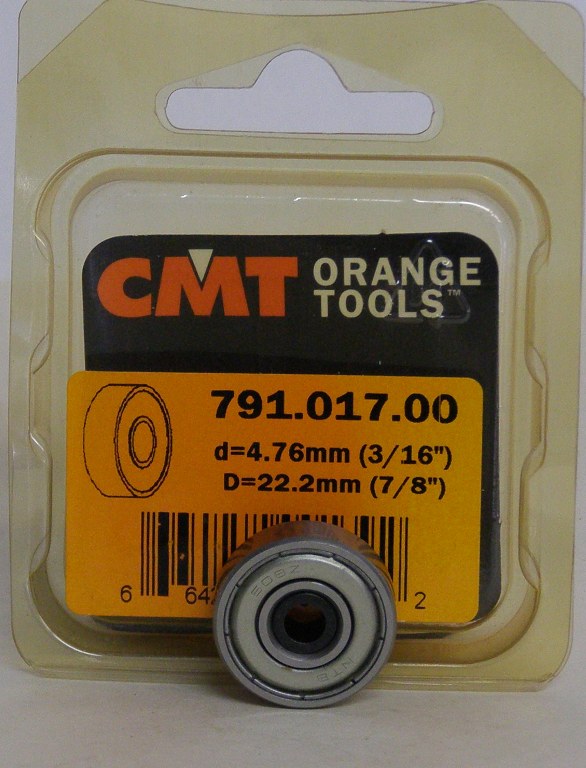 CMT ORANGE
TOOLS™
791.017.00
d=4.76mm (3/16")
D=22.2mm (7/8")
6 2